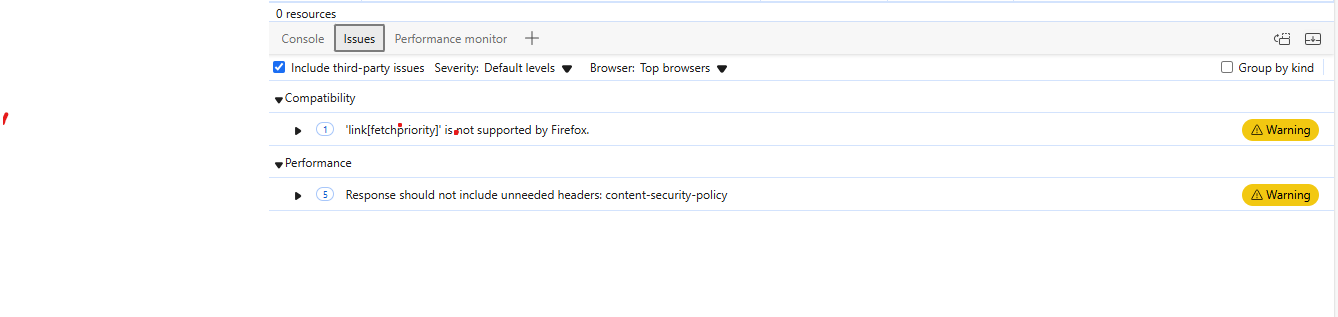 0 resources
Console Issues Performance monitor
Include third-party issues Severity: Default levels Browser: Top browsers Group by kind
Compatibility
1 'link[fetchpriority]' is not supported by Firefox. Warning
Performance
5 Response should not include unneeded headers: content-security-policy Warning